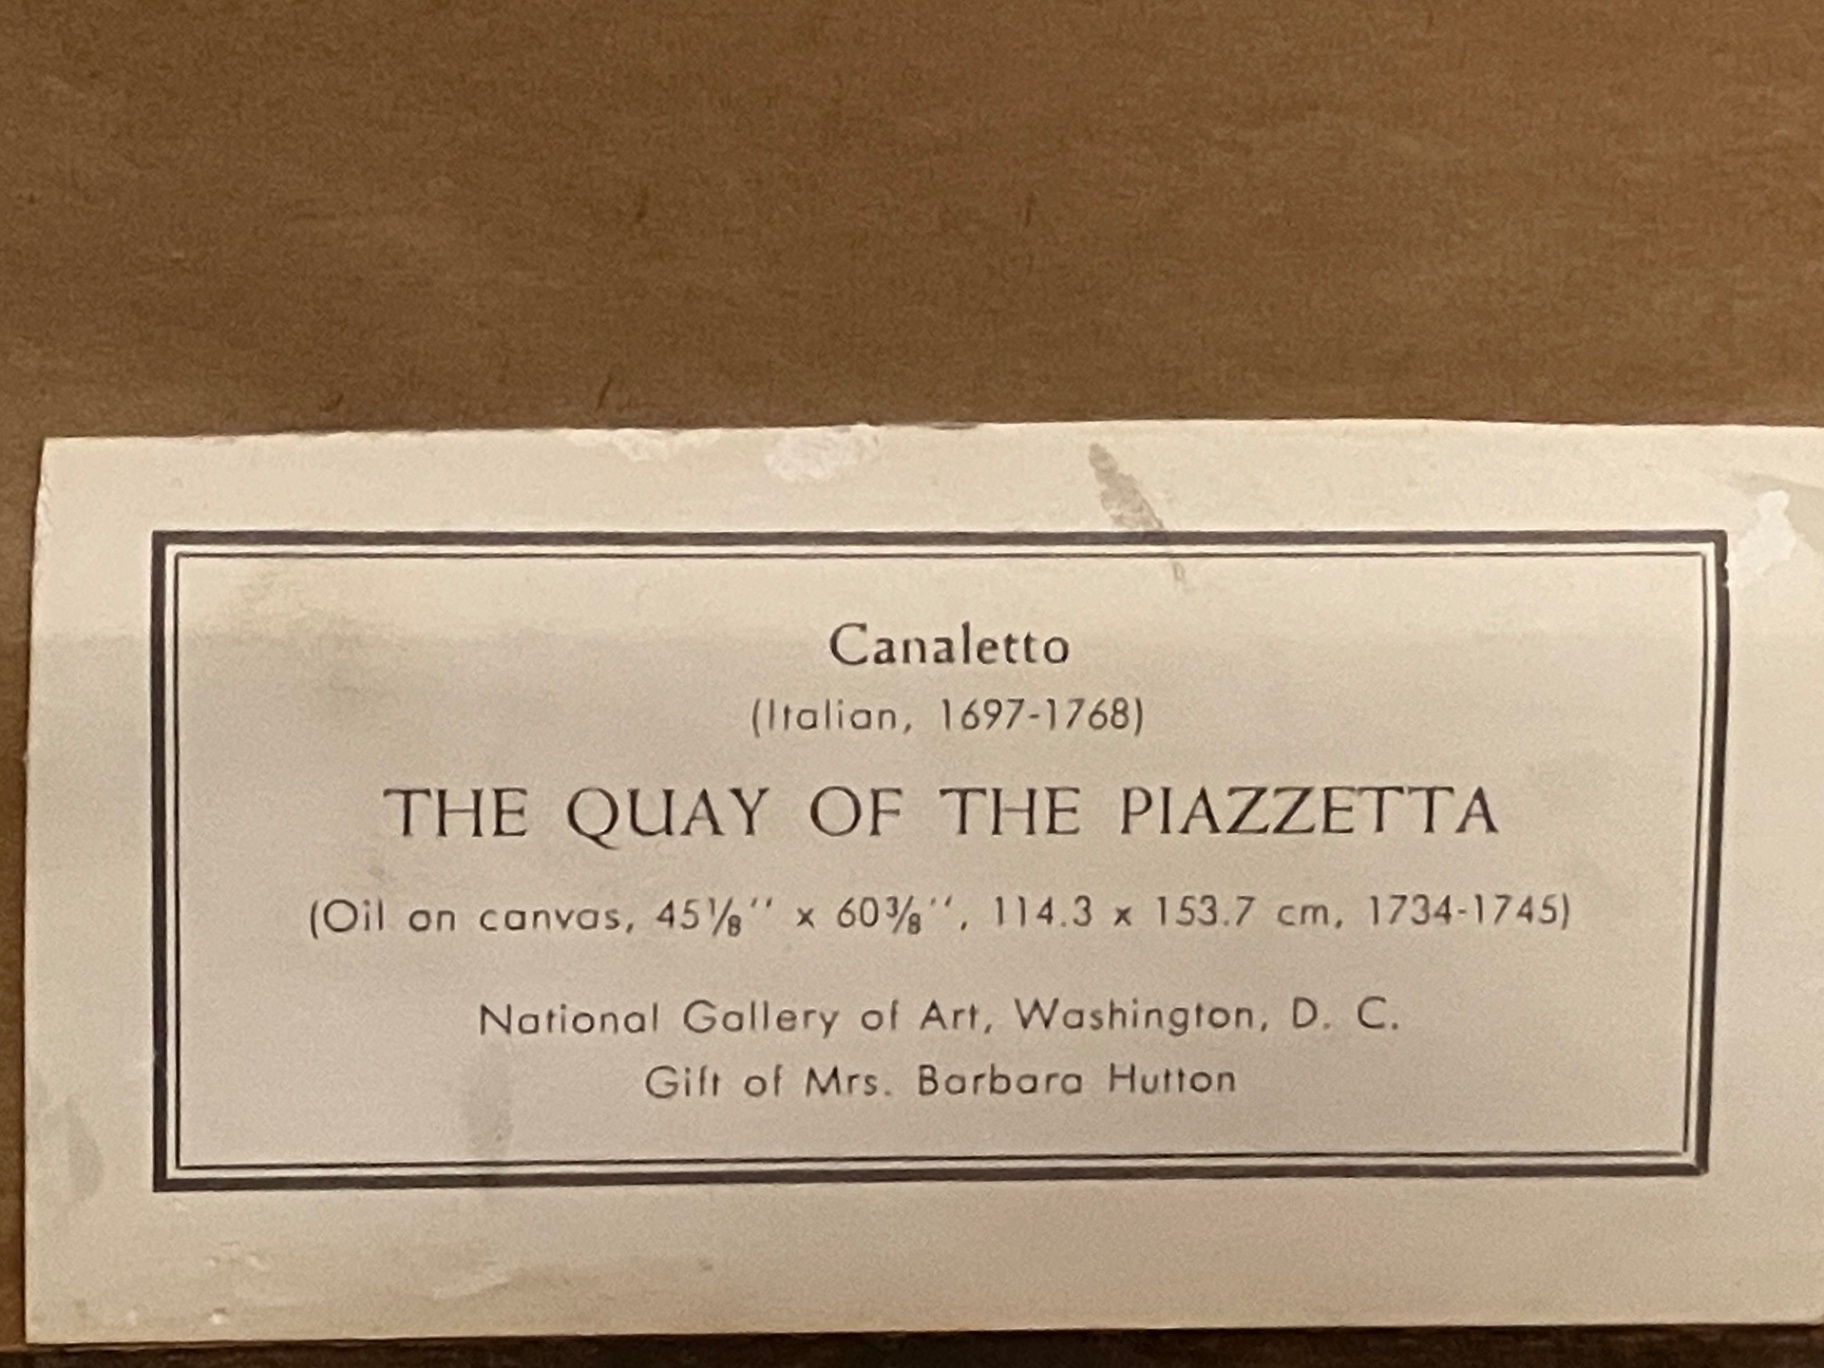 Canaletto
(Italian, 1697-1768)
THE QUAY OF THE PIAZZETTA
(Oil on canvas, 45⅛′′ x 60⅜′′, 114.3 x 153.7 cm, 1734-1745)
National Gallery of Art, Washington, D. C.
Gift of Mrs. Barbara Hutton